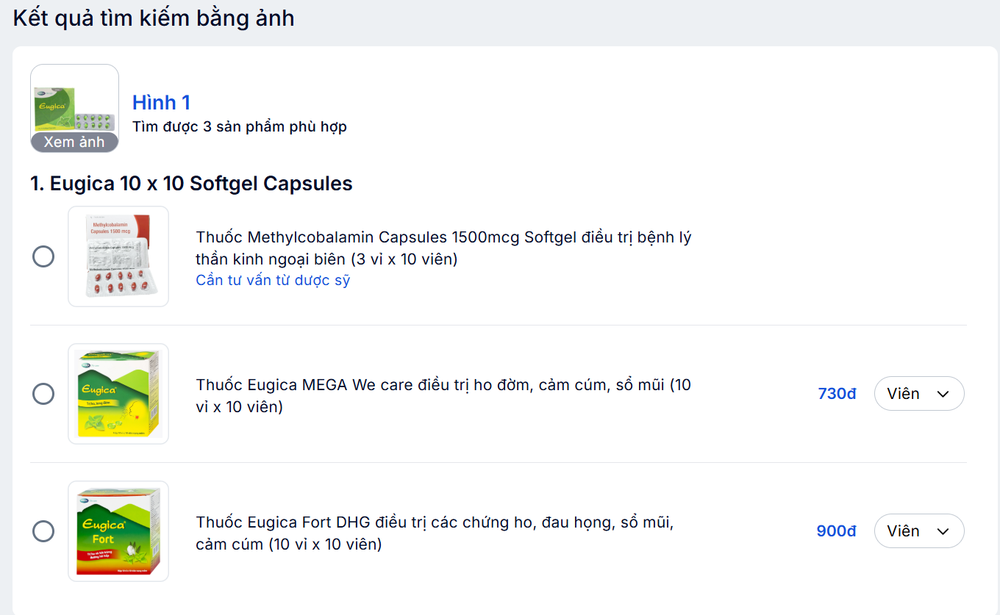 Kết quả tìm kiếm bằng ảnh
Eugica
Xem ảnh
Hình 1
Tìm được 3 sản phẩm phù hợp
1. Eugica 10 x 10 Softgel Capsules
Methylcobalamin
Capsules 1500 mcg
Thuốc Methylcobalamin Capsules 1500mcg Softgel điều trị bệnh lý
thần kinh ngoại biên (3 vỉ x 10 viên)
Cần tư vấn từ dược sỹ
Eugica
Trị ho, long đờm
Thuốc Eugica MEGA We care điều trị ho đờm, cảm cúm, sổ mũi (10
vỉ x 10 viên)
730đ
Viên
Eugica
Fort
Thuốc Eugica Fort DHG điều trị các chứng ho, đau họng, sổ mũi,
cảm cúm (10 vỉ x 10 viên)
900đ
Viên